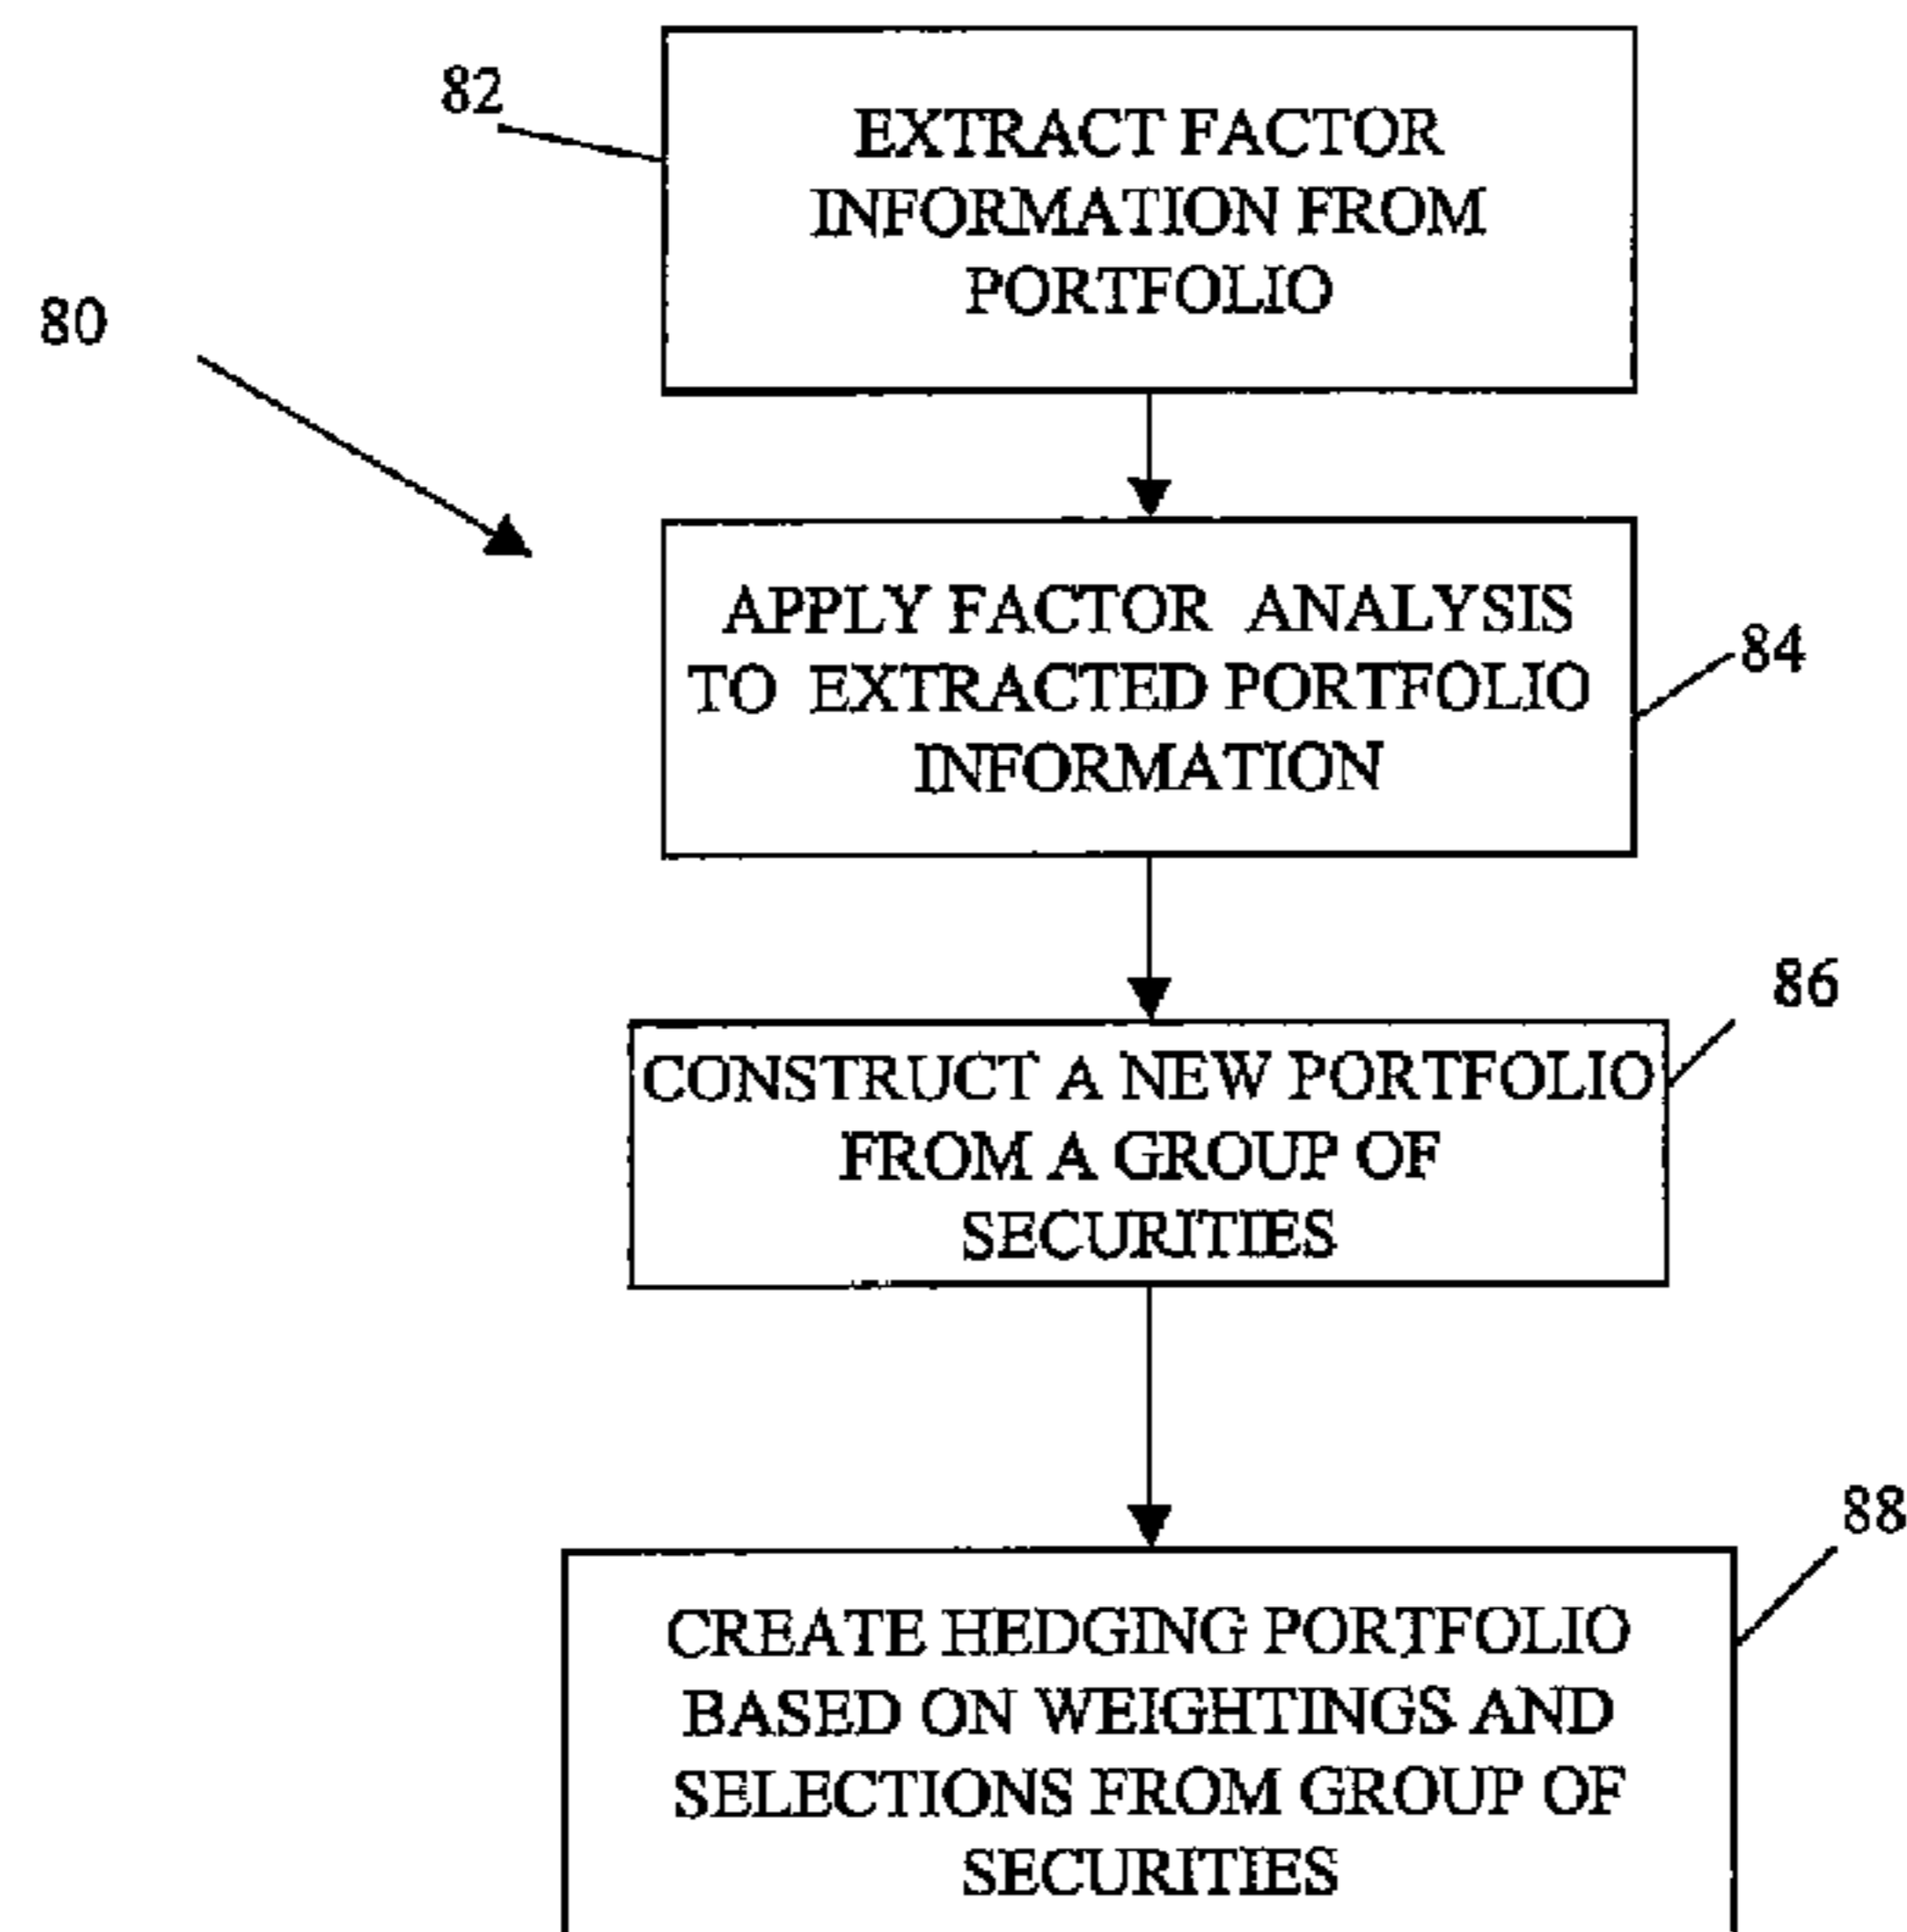 82
EXTRACT FACTOR
INFORMATION FROM
PORTFOLIO
80
APPLY FACTOR ANALYSIS
TO EXTRACTED PORTFOLIO
INFORMATION
84
86
CONSTRUCT A NEW PORTFOLIO
FROM A GROUP OF
SECURITIES
88
CREATE HEDGING PORTFOLIO
BASED ON WEIGHTINGS AND
SELECTIONS FROM GROUP OF
SECURITIES